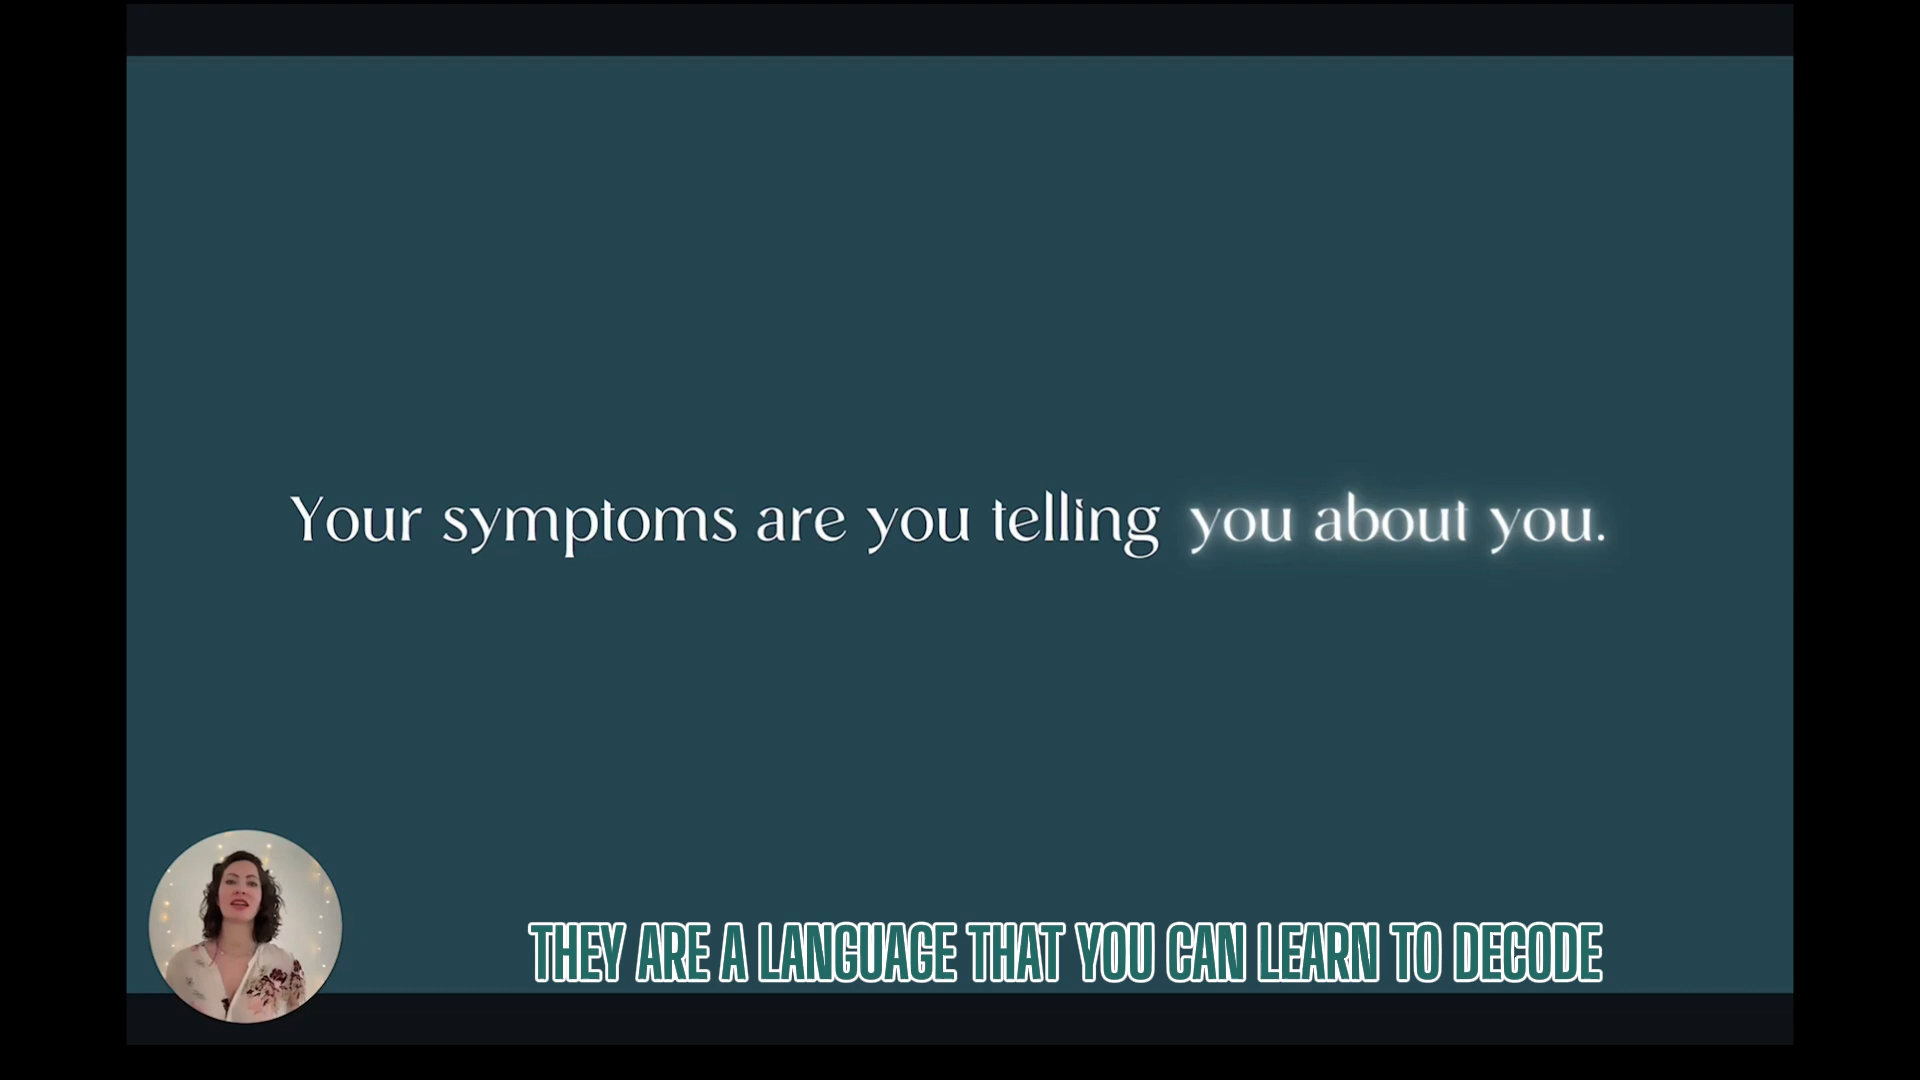 Your symptoms are you telling you about you.
THEY ARE A LANGUAGE THAT YOU CAN LEARN TO DECODE